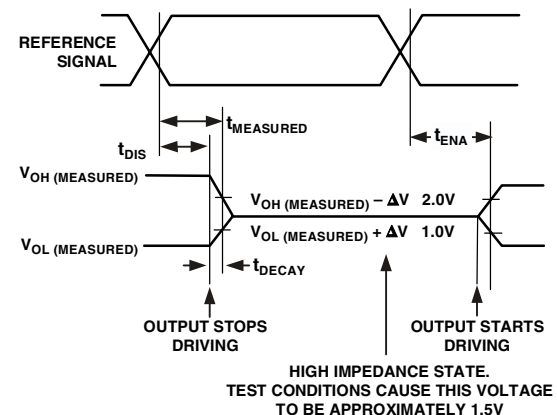 REFERENCE
SIGNAL
tMEASURED
tDIS
tENA
VOH (MEASURED)
VOH (MEASURED) – ΔV 2.0V
VOL (MEASURED) + ΔV 1.0V
VOL (MEASURED)
tDECAY
OUTPUT STOPS
DRIVING
OUTPUT STARTS
DRIVING
HIGH IMPEDANCE STATE.
TEST CONDITIONS CAUSE THIS VOLTAGE
TO BE APPROXIMATELY 1.5V